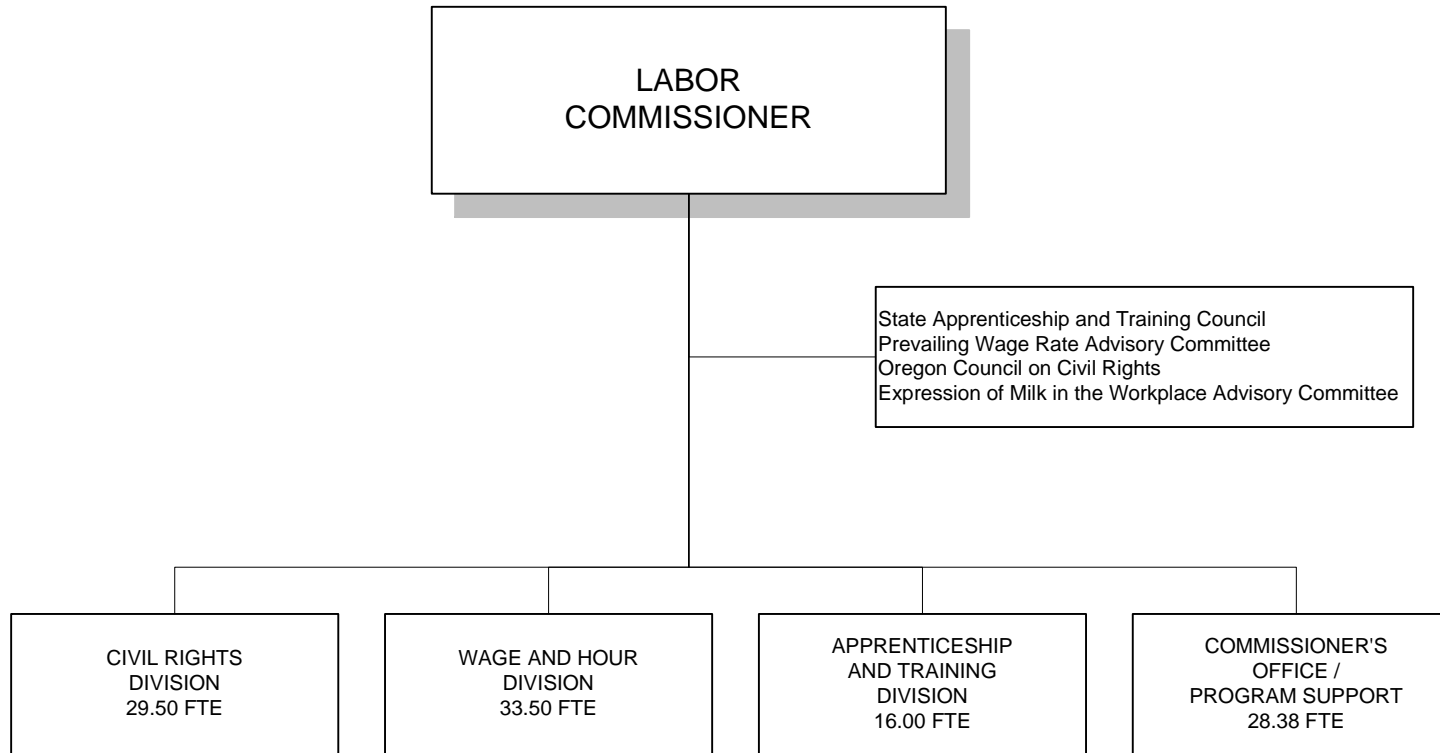 LABOR
COMMISSIONER
State Apprenticeship and Training Council
Prevailing Wage Rate Advisory Committee
Oregon Council on Civil Rights
Expression of Milk in the Workplace Advisory Committee
CIVIL RIGHTS
DIVISION
29.50 FTE
WAGE AND HOUR
DIVISION
33.50 FTE
APPRENTICESHIP
AND TRAINING
DIVISION
16.00 FTE
COMMISSIONER'S
OFFICE /
PROGRAM SUPPORT
28.38 FTE